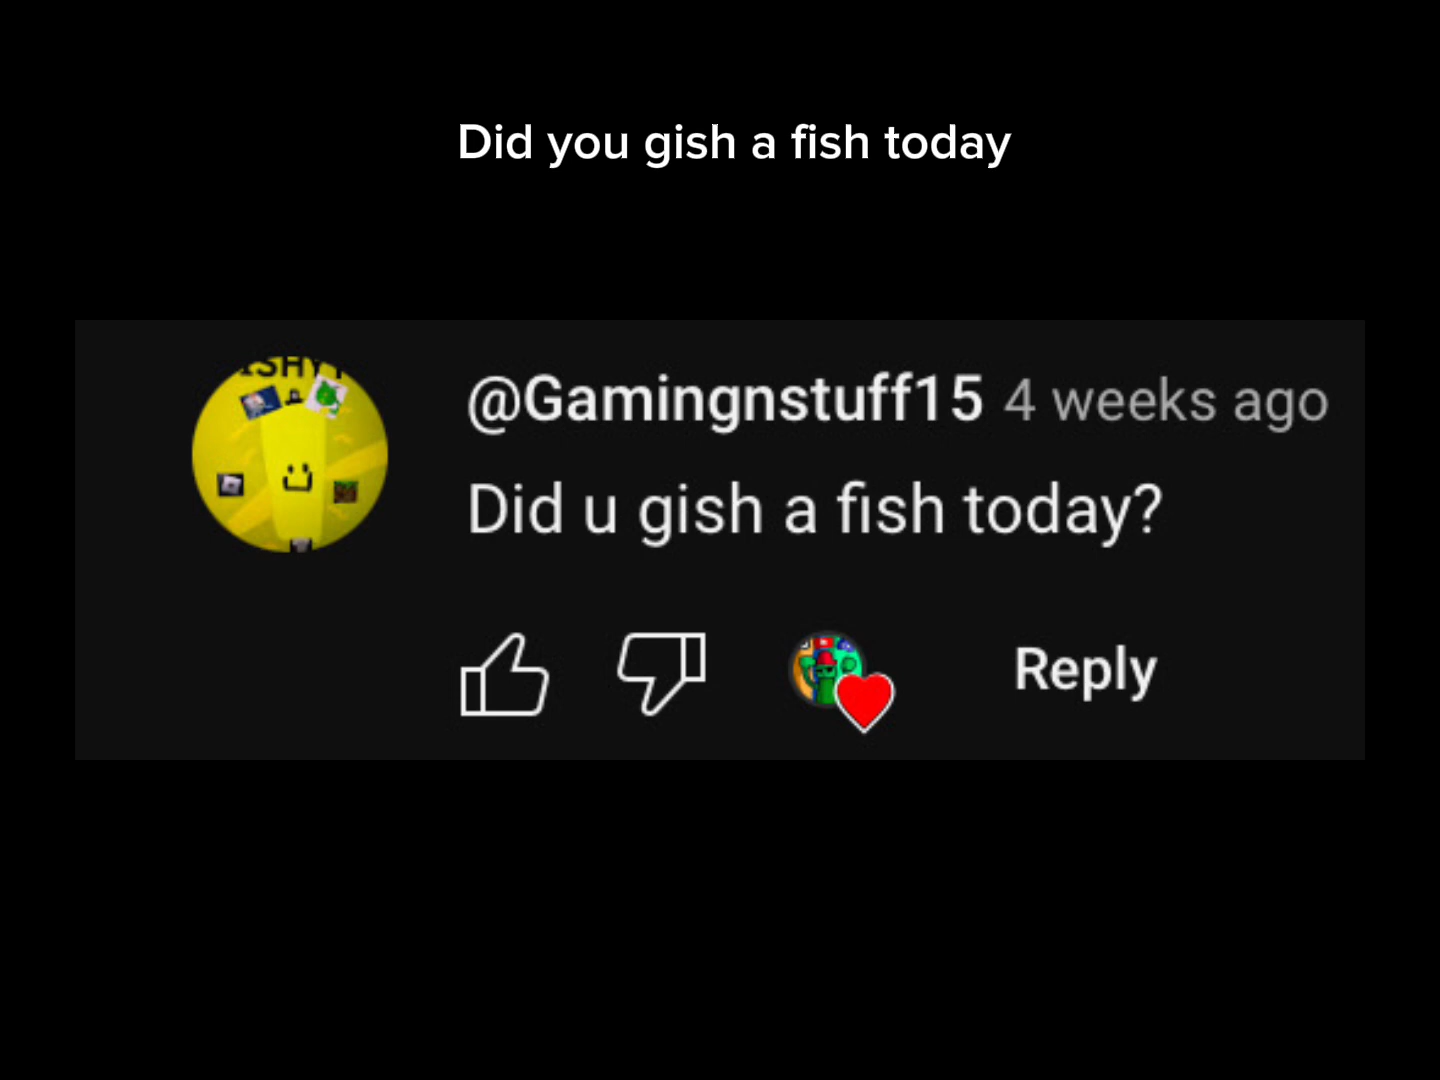 Did you gish a fish today
@Gamingnstuff15 4 weeks ago
Did u gish a fish today?
Reply